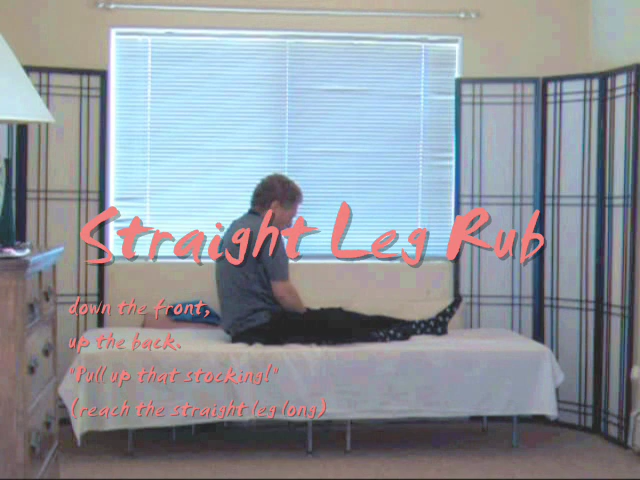 Straight Leg Rub
down the front,
up the back.
"Pull up that stocking!"
(reach the straight leg long)